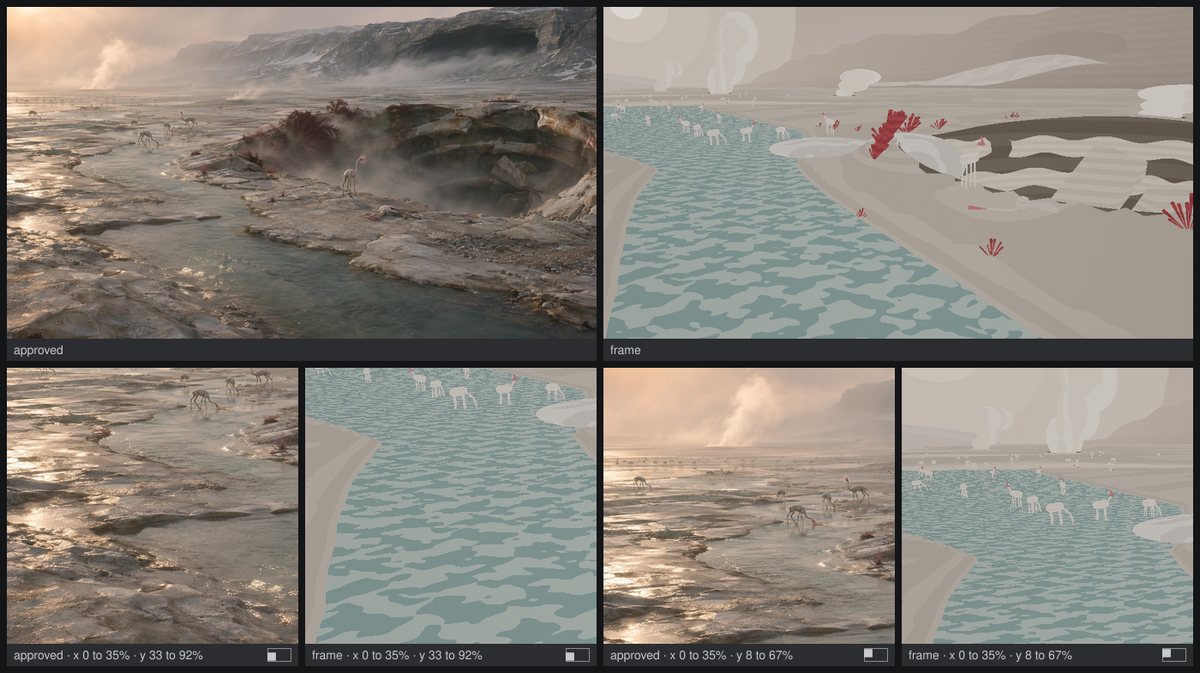 approved
frame
approved · x 0 to 35% · y 33 to 92%
frame · x 0 to 35% · y 33 to 92%
approved · x 0 to 35% · y 8 to 67%
frame · x 0 to 35% · y 8 to 67%